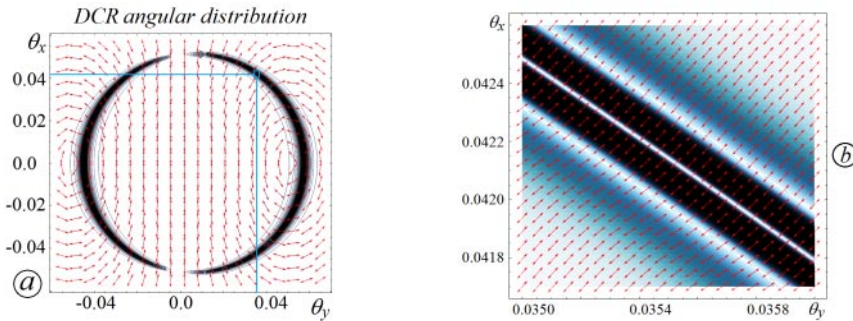 DCR angular distribution
θx
0.04
0.02
0.0
-0.02
-0.04
a
-0.04 0.0 0.04 θy
θx
0.0424
0.0422
0.0420
0.0418
b
0.0350 0.0354 0.0358 θy